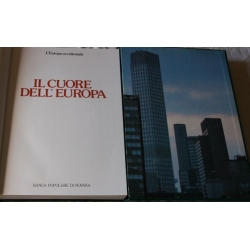 L'Europa occidentale
IL CUORE
DELL'EUROPA
BANCA POPOLARE DI NOVARA